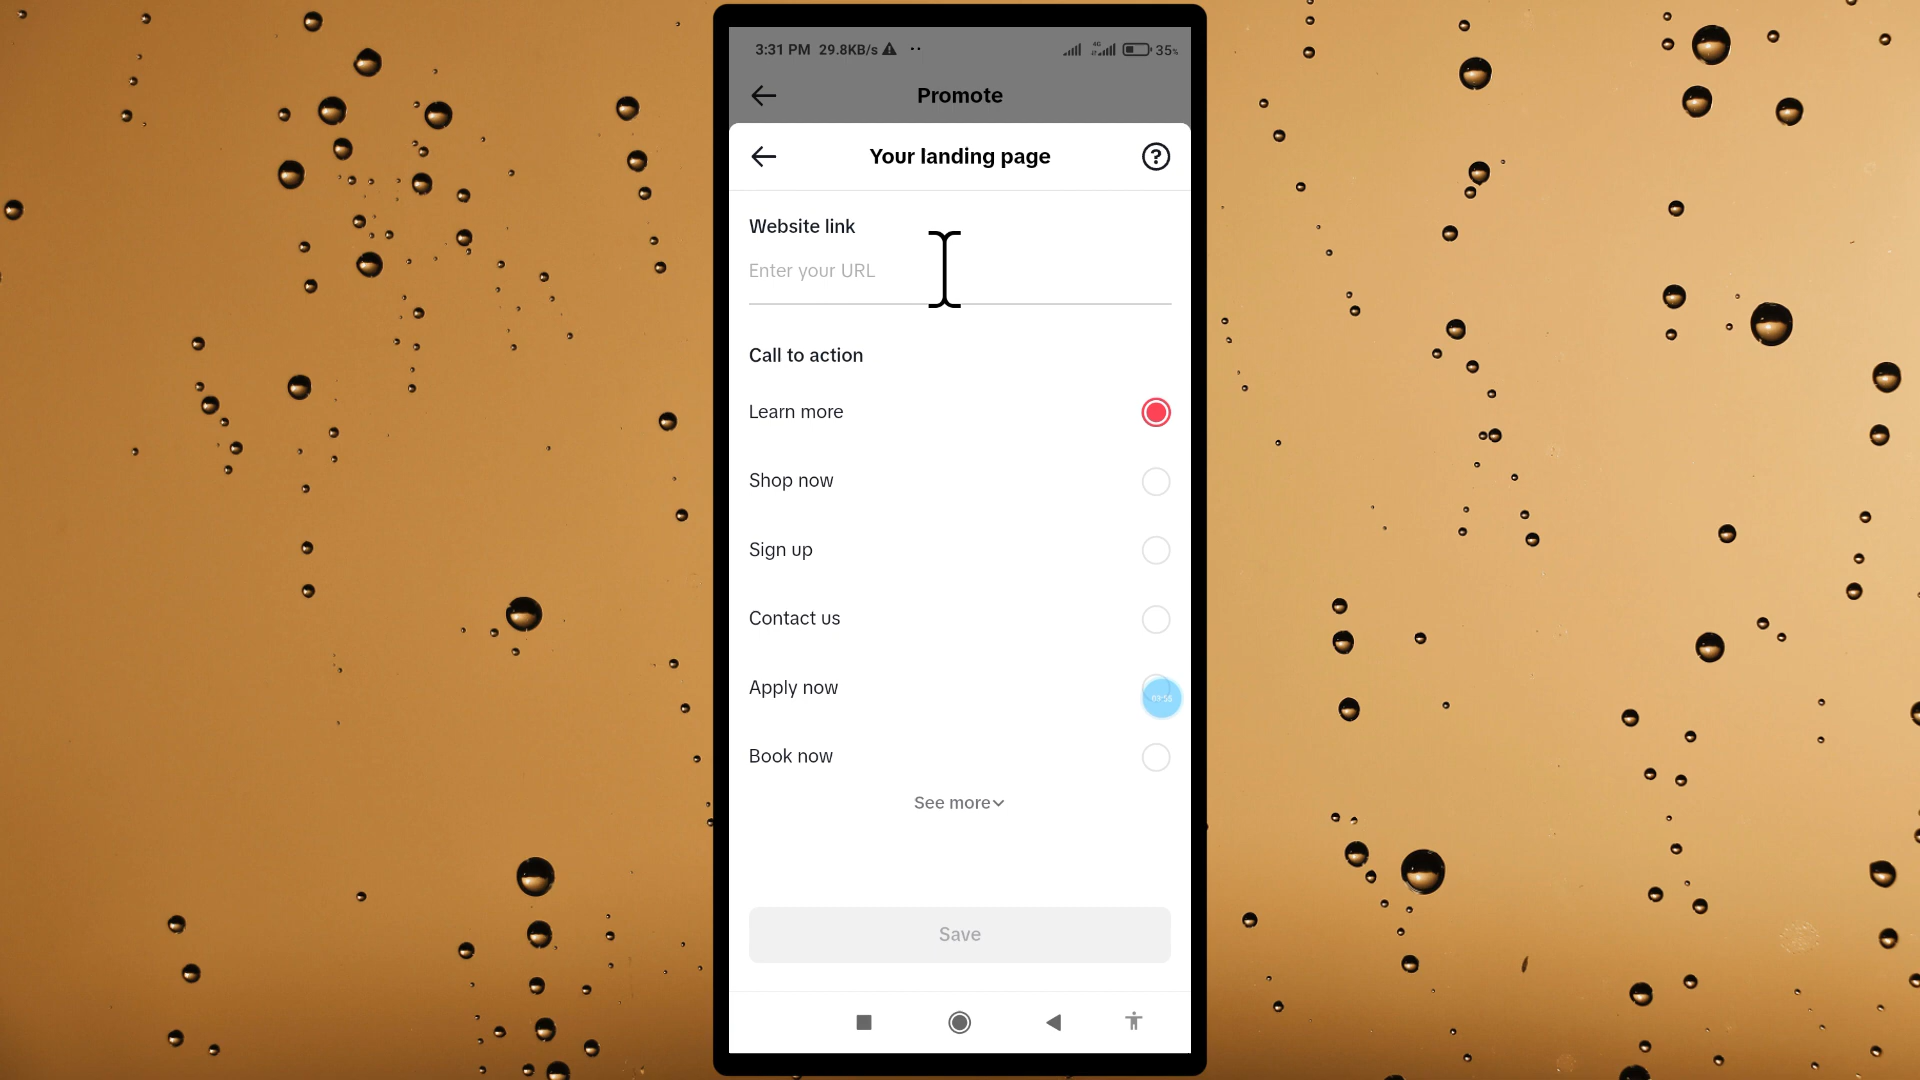 3:31 PM 29.8KB/s
4G
35%
Promote
Your landing page
Website link
Enter your URL
Call to action
Learn more
Shop now
Sign up
Contact us
Apply now
Book now
See more
Save